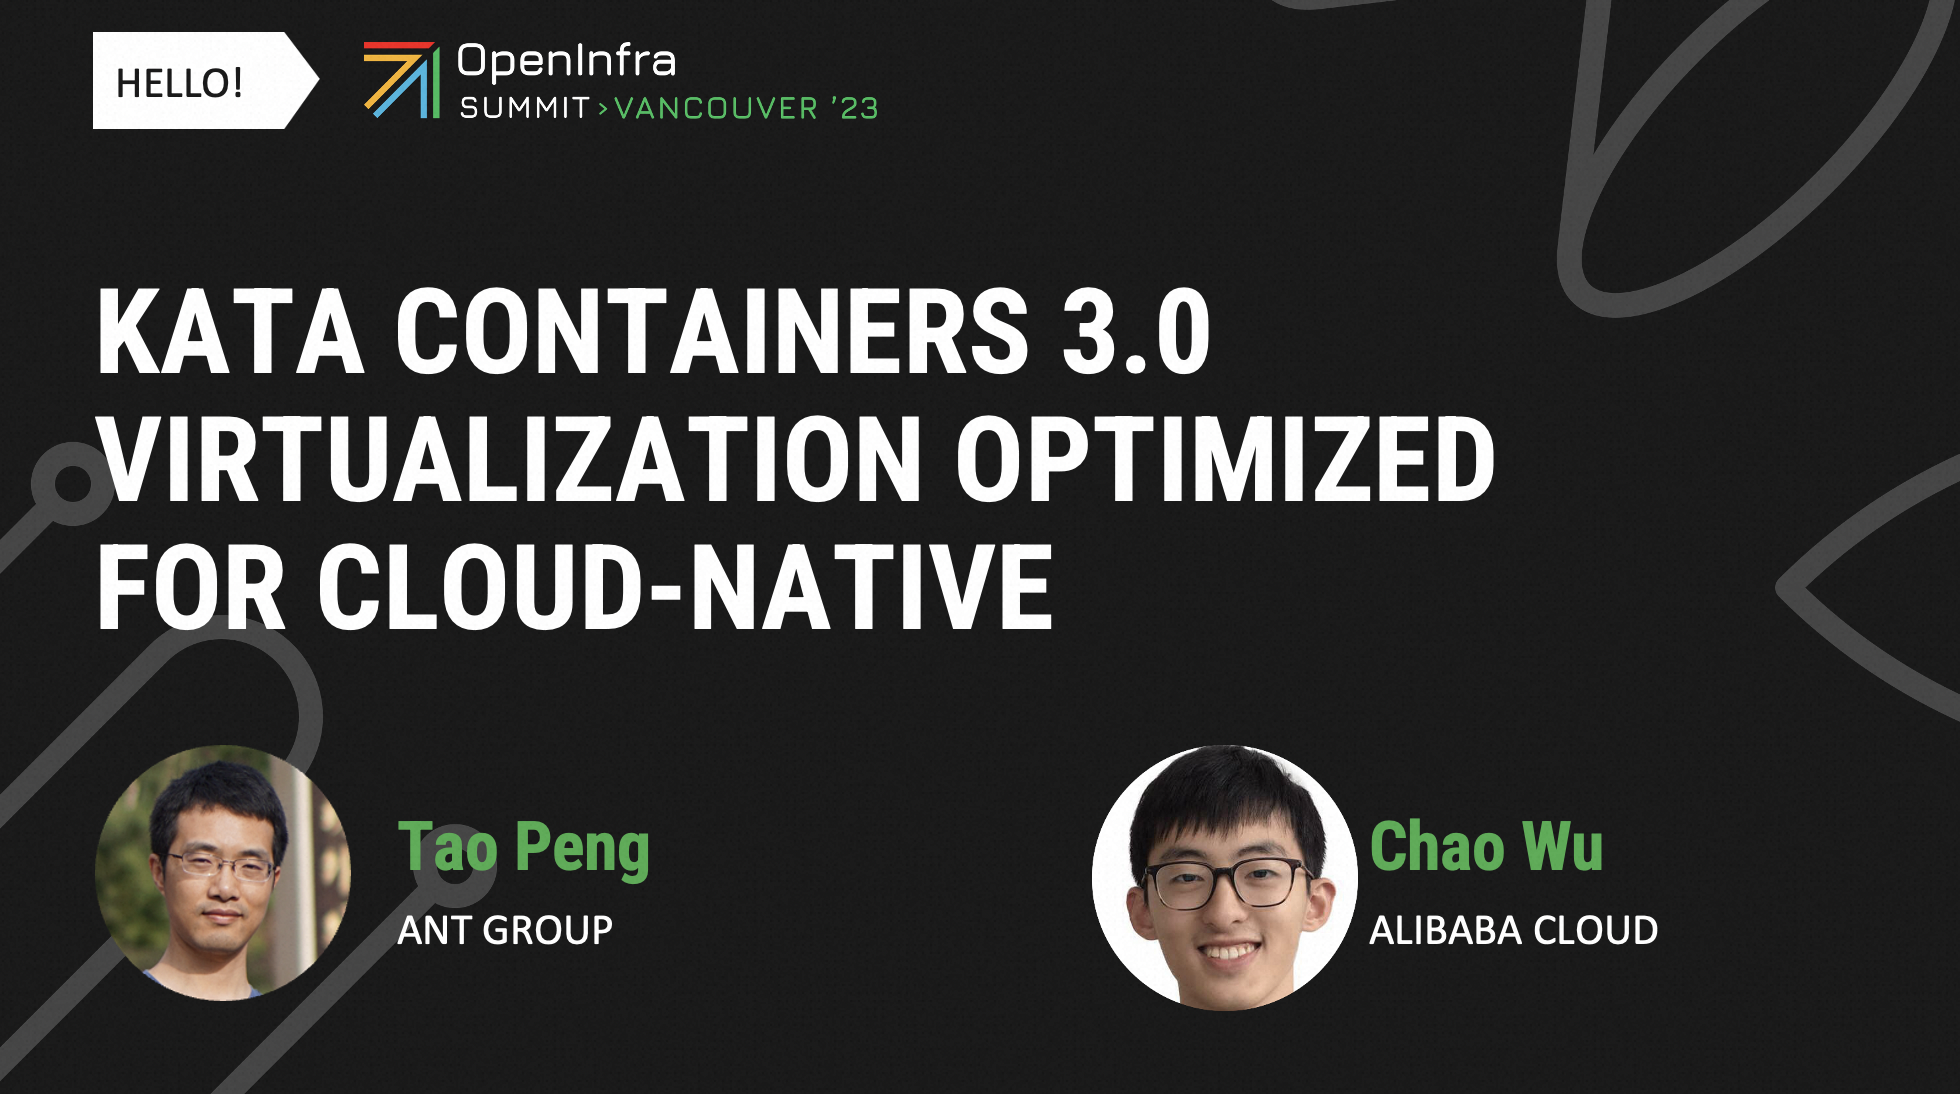 HELLO!
OpenInfra
SUMMIT > VANCOUVER '23
KATA CONTAINERS 3.0
VIRTUALIZATION OPTIMIZED
FOR CLOUD-NATIVE
Tao Peng
ANT GROUP
Chao Wu
ALIBABA CLOUD